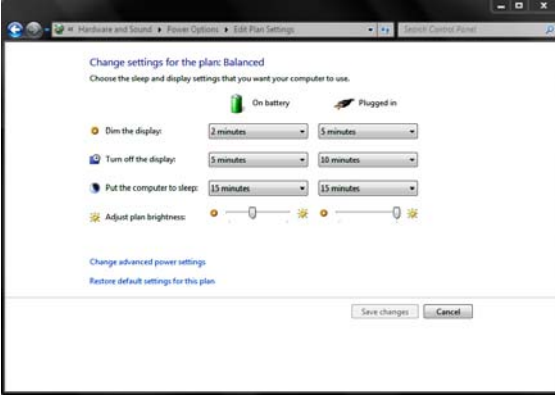 « Hardware and Sound ▸ Power Options ▸ Edit Plan Settings
Search Control Panel
Change settings for the plan: Balanced
Choose the sleep and display settings that you want your computer to use.
On battery Plugged in
Dim the display: 2 minutes 5 minutes
Turn off the display: 5 minutes 10 minutes
Put the computer to sleep: 15 minutes 15 minutes
Adjust plan brightness:
Change advanced power settings
Restore default settings for this plan
Save changes Cancel